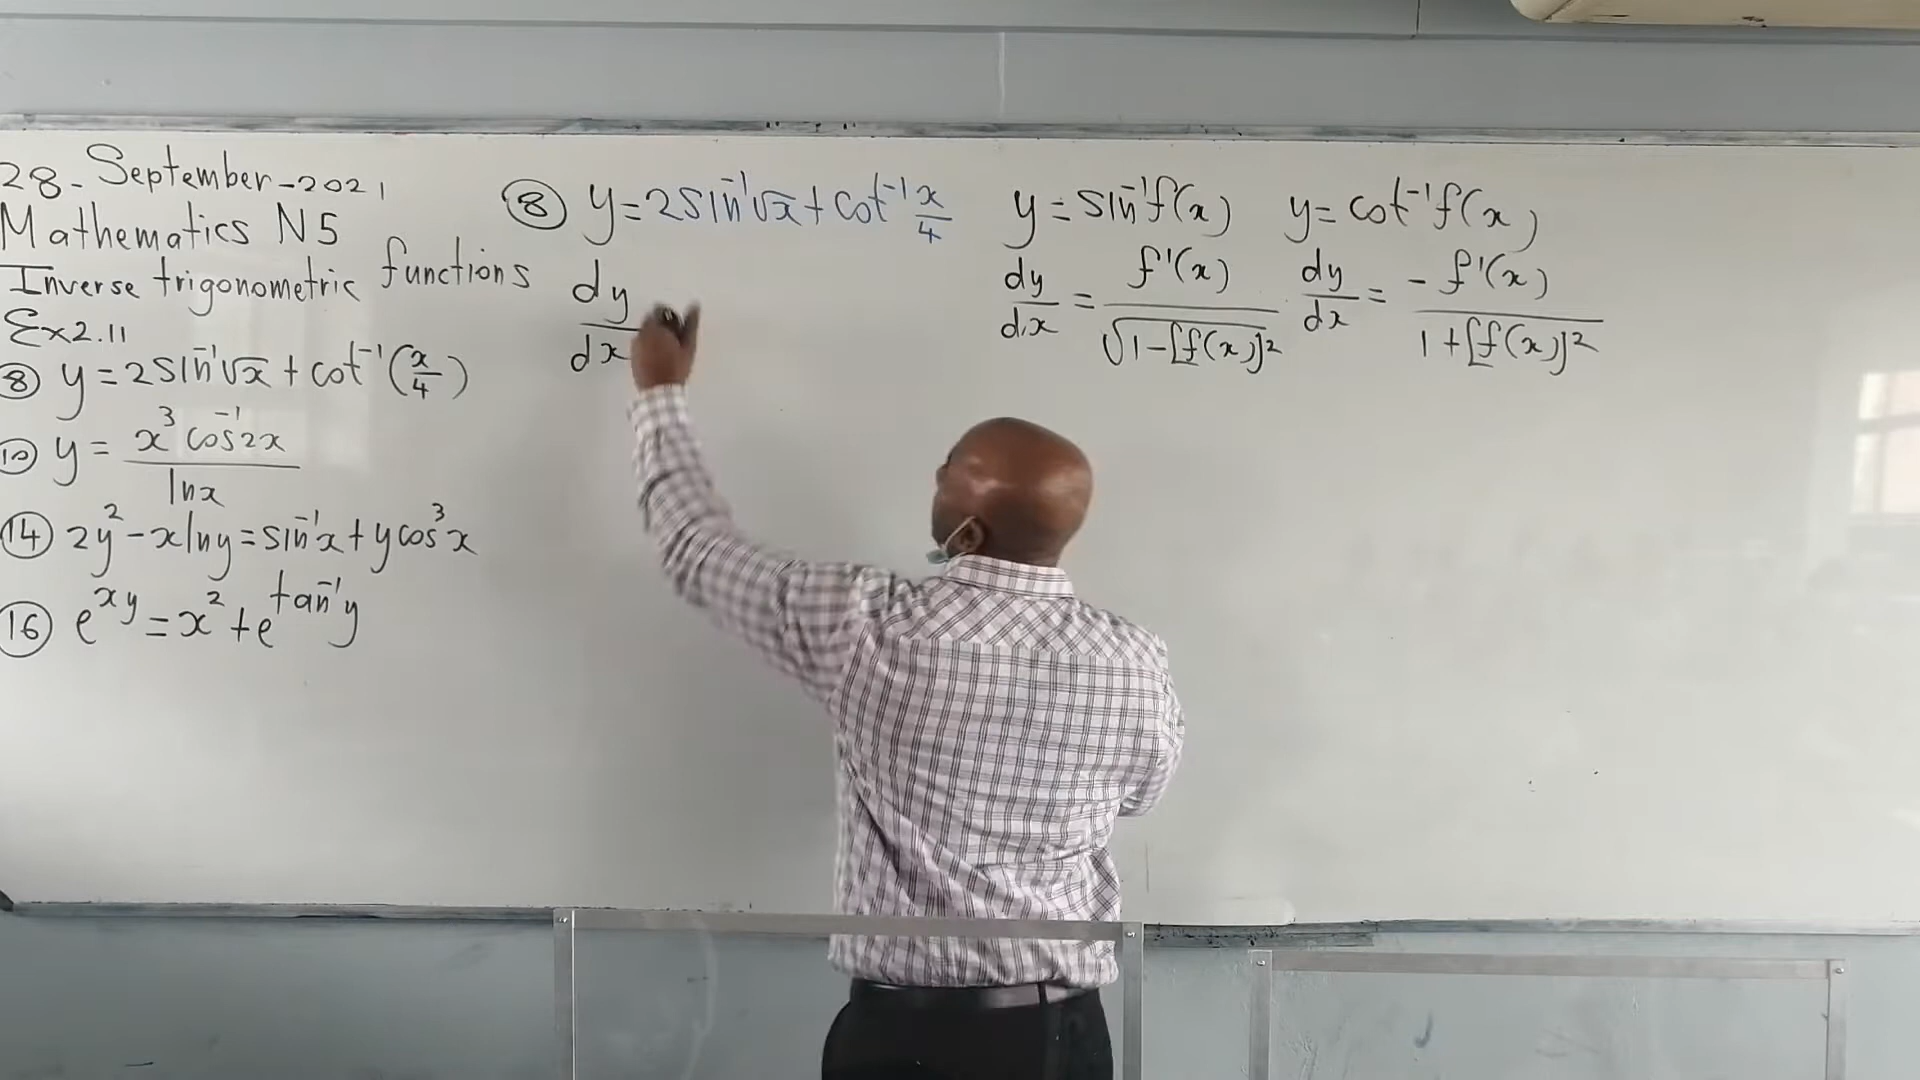 28-September-2021
Mathematics N5
Inverse trigonometric functions
Ex2.11
⑧ y=2sin⁻¹√x+cot⁻¹(x/4)
⑩ y= x³cos⁻¹2x / lnx
⑭ 2y²-xlny=sin⁻¹x+ycos³x
⑯ e^xy=x²+e^tan⁻¹y
⑧ y=2sin⁻¹√x+cot⁻¹ x/4
dy/dx
y=sin⁻¹f(x)
dy/dx = f'(x) / √1-[f(x)]²
y=cot⁻¹f(x)
dy/dx = -f'(x) / 1+[f(x)]²